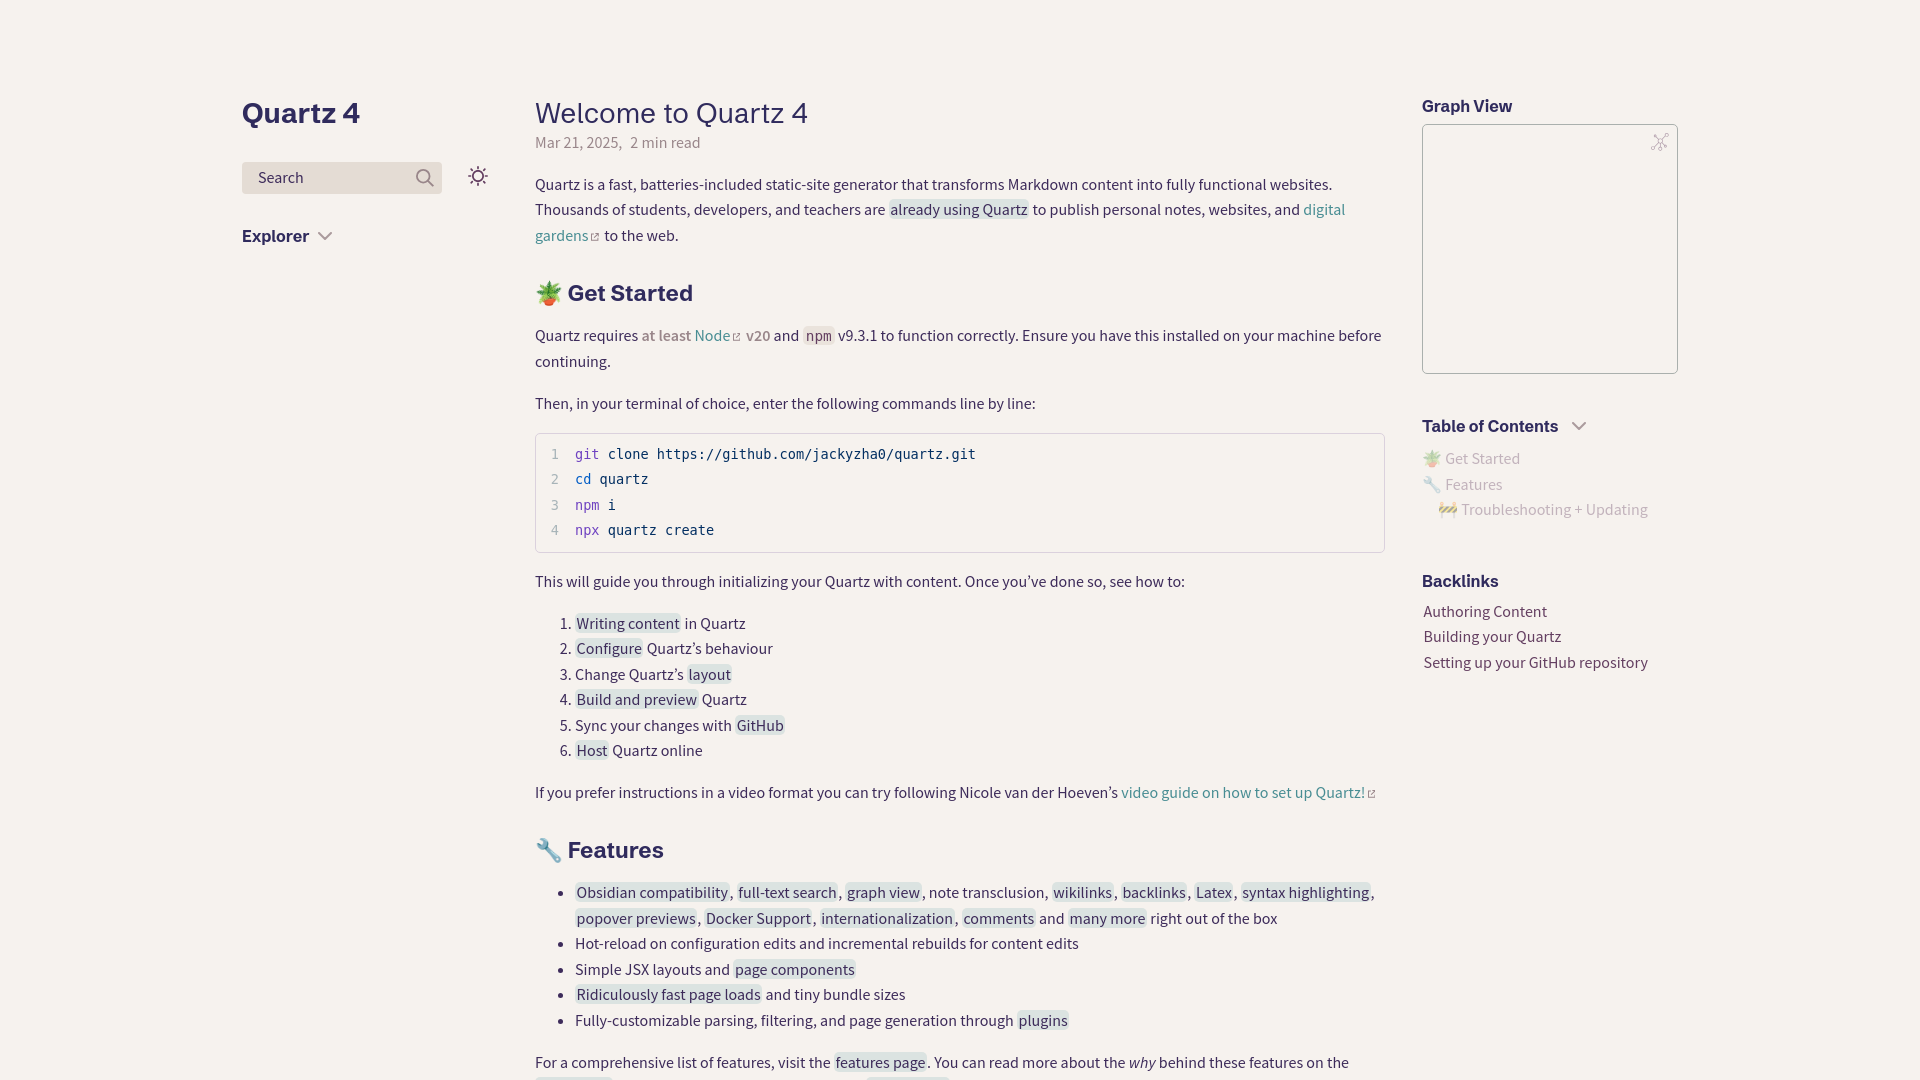 Quartz 4
Search
Explorer
Welcome to Quartz 4
Mar 21, 2025, 2 min read
Quartz is a fast, batteries-included static-site generator that transforms Markdown content into fully functional websites.
Thousands of students, developers, and teachers are already using Quartz to publish personal notes, websites, and digital
gardens to the web.
🪴 Get Started
Quartz requires at least Node v20 and npm v9.3.1 to function correctly. Ensure you have this installed on your machine before
continuing.
Then, in your terminal of choice, enter the following commands line by line:
1 git clone https://github.com/jackyzha0/quartz.git
2 cd quartz
3 npm i
4 npx quartz create
This will guide you through initializing your Quartz with content. Once you’ve done so, see how to:
1. Writing content in Quartz
2. Configure Quartz’s behaviour
3. Change Quartz’s layout
4. Build and preview Quartz
5. Sync your changes with GitHub
6. Host Quartz online
If you prefer instructions in a video format you can try following Nicole van der Hoeven’s video guide on how to set up Quartz!
🔧 Features
• Obsidian compatibility, full-text search, graph view, note transclusion, wikilinks, backlinks, Latex, syntax highlighting,
popover previews, Docker Support, internationalization, comments and many more right out of the box
• Hot-reload on configuration edits and incremental rebuilds for content edits
• Simple JSX layouts and page components
• Ridiculously fast page loads and tiny bundle sizes
• Fully-customizable parsing, filtering, and page generation through plugins
For a comprehensive list of features, visit the features page. You can read more about the why behind these features on the
Graph View
Table of Contents
🪴 Get Started
🔧 Features
🚧 Troubleshooting + Updating
Backlinks
Authoring Content
Building your Quartz
Setting up your GitHub repository